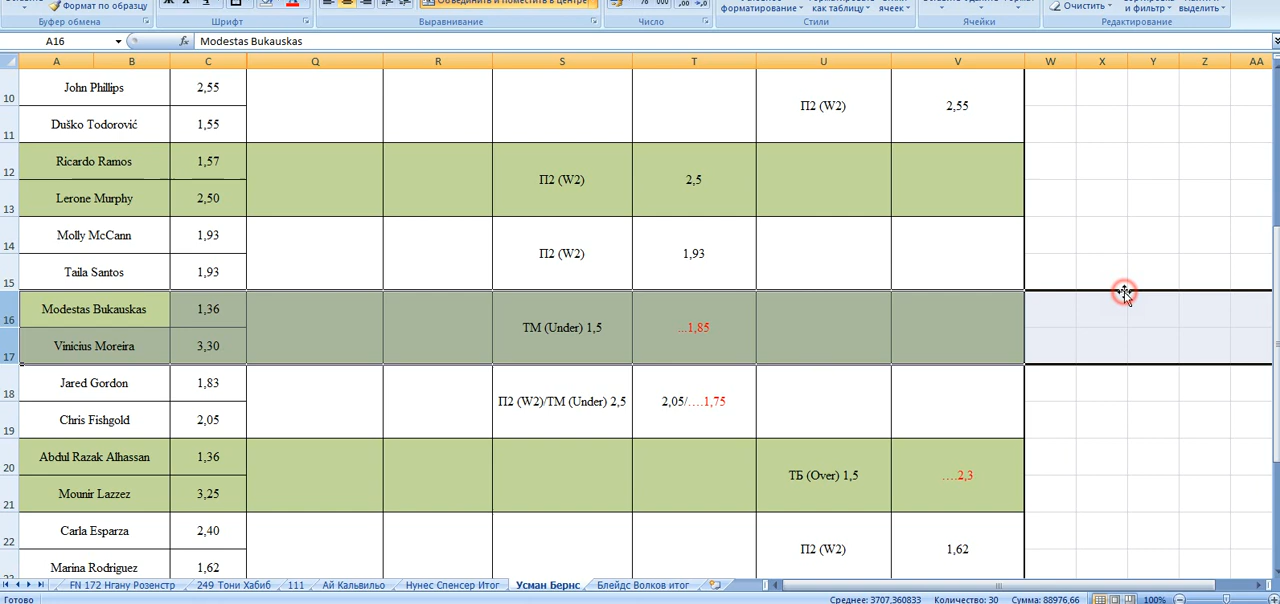 Формат по образцу
Объединить и поместить в центре
% 000
форматирование как таблицу ячеек
Очистить и фильтр выделить
Буфер обмена Шрифт Выравнивание Число Стили Ячейки Редактирование
A16 fx Modestas Bukauskas
A B C Q R S T U V W X Y Z AA
10 John Phillips 2,55
П2 (W2) 2,55
11 Duško Todorović 1,55
12 Ricardo Ramos 1,57
П2 (W2) 2,5
13 Lerone Murphy 2,50
14 Molly McCann 1,93
П2 (W2) 1,93
15 Taila Santos 1,93
16 Modestas Bukauskas 1,36
ТМ (Under) 1,5 ...1,85
17 Vinicius Moreira 3,30
18 Jared Gordon 1,83
П2 (W2)/ТМ (Under) 2,5 2,05/….1,75
19 Chris Fishgold 2,05
20 Abdul Razak Alhassan 1,36
ТБ (Over) 1,5 ….2,3
21 Mounir Lazzez 3,25
22 Carla Esparza 2,40
П2 (W2) 1,62
Marina Rodriguez 1,62
FN 172 Нгану Розенстр 249 Тони Хабиб 111 Ай Кальвильо Нунес Спенсер Итог Усман Бернс Блейдс Волков итог
Готово Среднее: 3707,360833 Количество: 30 Сумма: 88976,66 100%